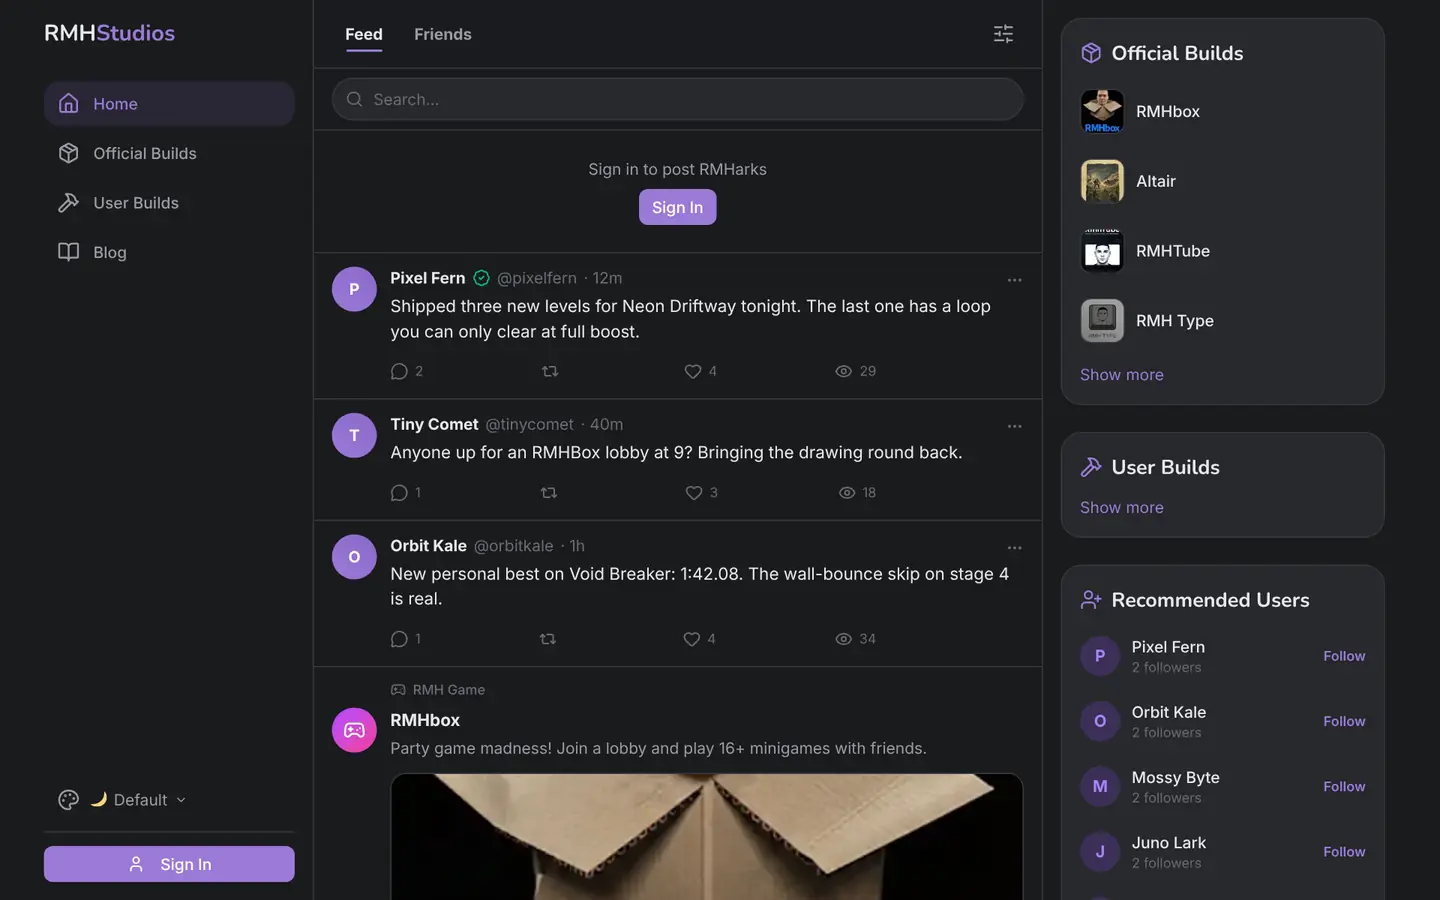 RMHStudios
Home
Official Builds
User Builds
Blog
Default
Sign In
Feed
Friends
Search...
Sign in to post RMHarks
Sign In
P
Pixel Fern @pixelfern · 12m
Shipped three new levels for Neon Driftway tonight. The last one has a loop
you can only clear at full boost.
2
4
29
T
Tiny Comet @tinycomet · 40m
Anyone up for an RMHBox lobby at 9? Bringing the drawing round back.
1
3
18
O
Orbit Kale @orbitkale · 1h
New personal best on Void Breaker: 1:42.08. The wall-bounce skip on stage 4
is real.
1
4
34
RMH Game
RMHbox
Party game madness! Join a lobby and play 16+ minigames with friends.
Official Builds
RMHbox
RMHbox
Altair
RMHTube
RMH Type
RMH TYPE
Show more
User Builds
Show more
Recommended Users
P
Pixel Fern
2 followers
Follow
O
Orbit Kale
2 followers
Follow
M
Mossy Byte
2 followers
Follow
J
Juno Lark
2 followers
Follow